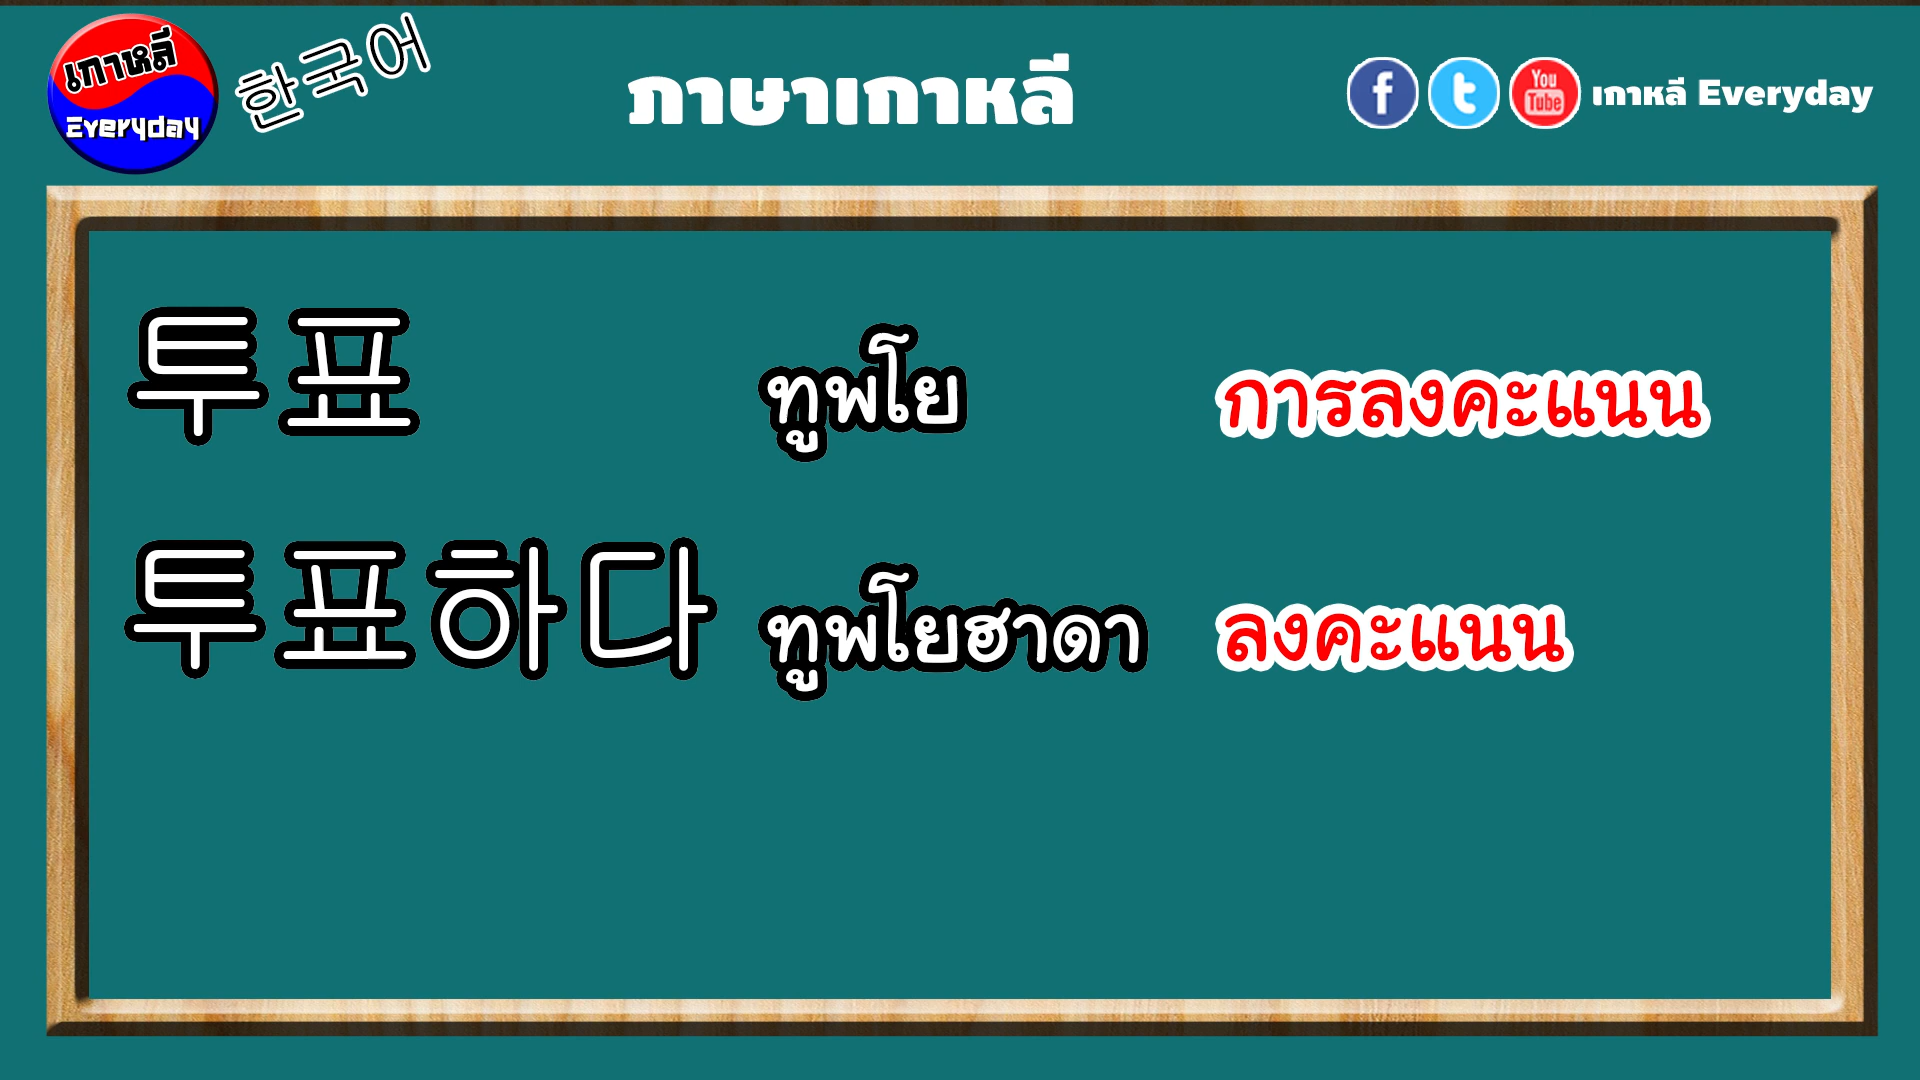 เกาหลี
Everyday
한국어
ภาษาเกาหลี
f t You Tube เกาหลี Everyday
투표 ทูพโย การลงคะแนน
투표하다 ทูพโยฮาดา ลงคะแนน